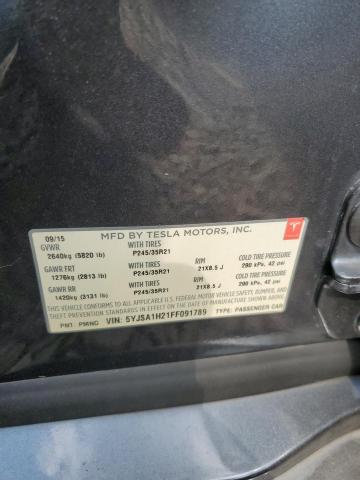 MFD BY TESLA MOTORS, INC.
09/15
GVWR WITH TIRES
2640kg (5820 lb) P245/35R21
GAWR FRT WITH TIRES RIM COLD TIRE PRESSURE
1276kg (2813 lb) P245/35R21 21X8.5 J 290 kPa, 42 psi
GAWR RR WITH TIRES RIM COLD TIRE PRESSURE
1420kg (3131 lb) P245/35R21 21X8.5 J 290 kPa, 42 psi
THIS VEHICLE CONFORMS TO ALL APPLICABLE U.S. FEDERAL MOTOR VEHICLE SAFETY, BUMPER, AND
THEFT PREVENTION STANDARDS IN EFFECT ON THE DATE OF MANUFACTURE SHOWN ABOVE.
PNT: PMNG VIN: 5YJSA1H21FF091789 TYPE: PASSENGER CAR